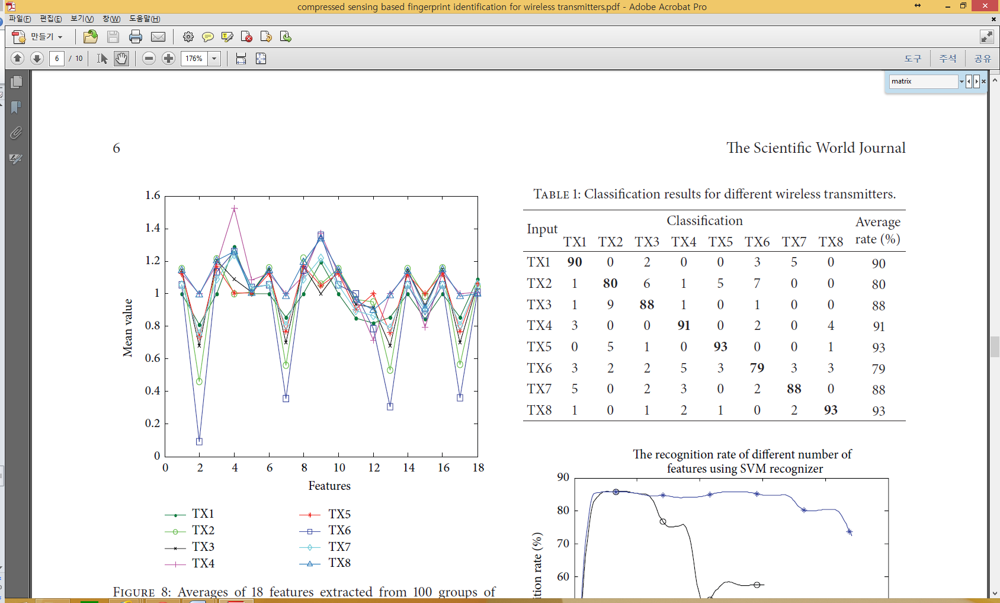 compressed sensing based fingerprint identification for wireless transmitters.pdf - Adobe Acrobat Pro
파일(F) 편집(E) 보기(V) 창(W) 도움말(H)
만들기
6 / 10 176% 도구 주석 공유
matrix
6 The Scientific World Journal
1.6
1.4
1.2
1
0.8
0.6
0.4
0.2
0
Mean value
0 2 4 6 8 10 12 14 16 18
Features
TX1 TX5
TX2 TX6
TX3 TX7
TX4 TX8
FIGURE 8: Averages of 18 features extracted from 100 groups of
TABLE 1: Classification results for different wireless transmitters.
Input Classification Average rate (%)
TX1 TX2 TX3 TX4 TX5 TX6 TX7 TX8
TX1 90 0 2 0 0 3 5 0 90
TX2 1 80 6 1 5 7 0 0 80
TX3 1 9 88 1 0 1 0 0 88
TX4 3 0 0 91 0 2 0 4 91
TX5 0 5 1 0 93 0 0 1 93
TX6 3 2 2 5 3 79 3 3 79
TX7 5 0 2 3 0 2 88 0 88
TX8 1 0 1 2 1 0 2 93 93
The recognition rate of different number of
features using SVM recognizer
90
80
70
60
ition rate (%)